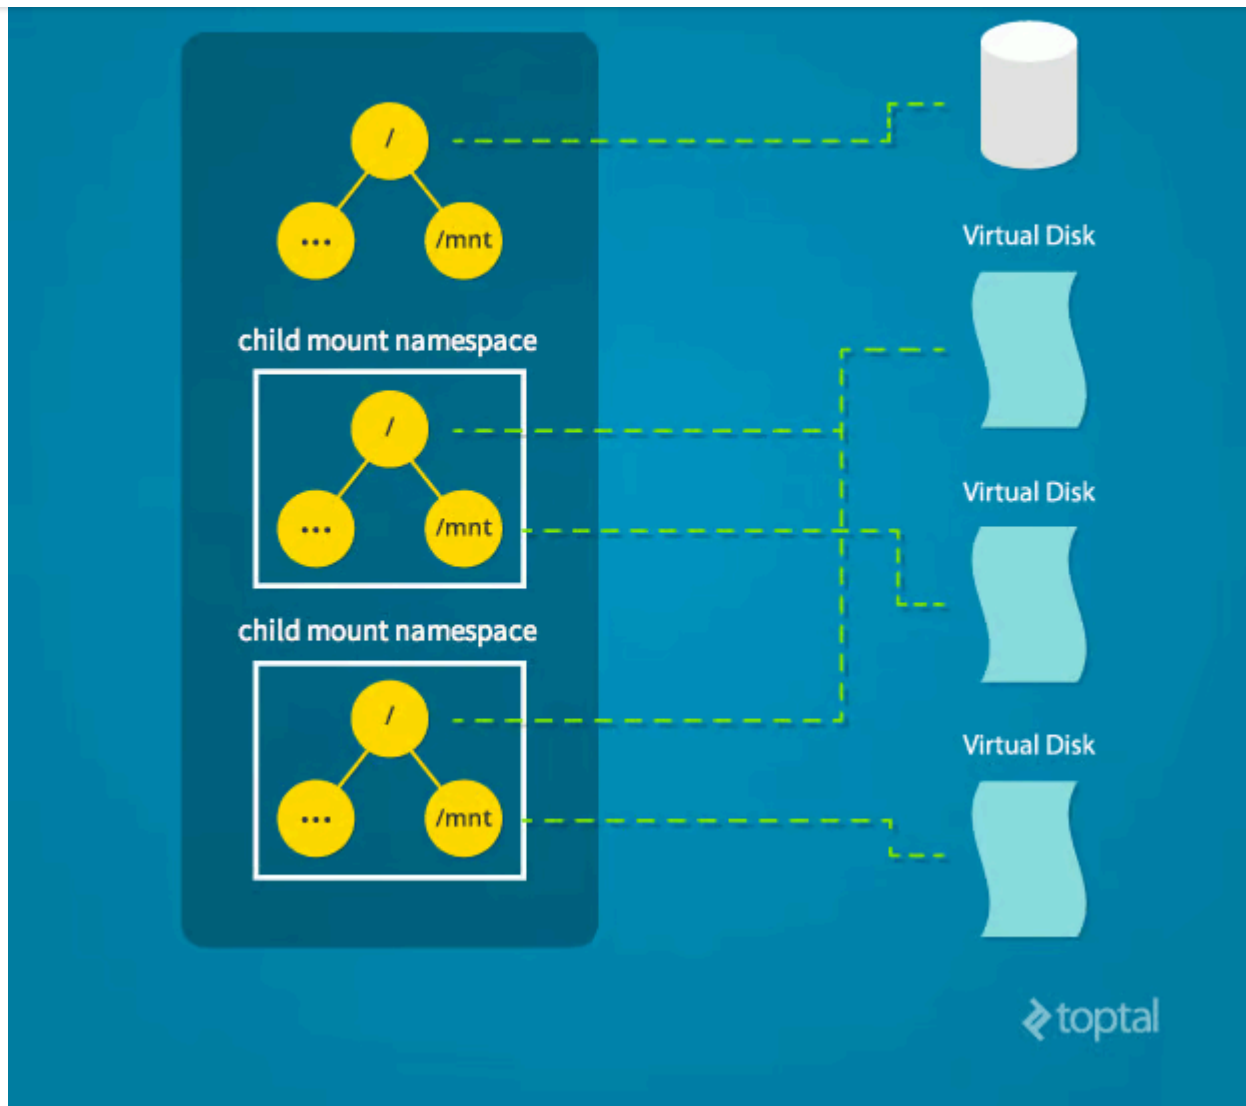 /
... /mnt
Virtual Disk
child mount namespace
/
... /mnt
Virtual Disk
child mount namespace
/
... /mnt
Virtual Disk
toptal